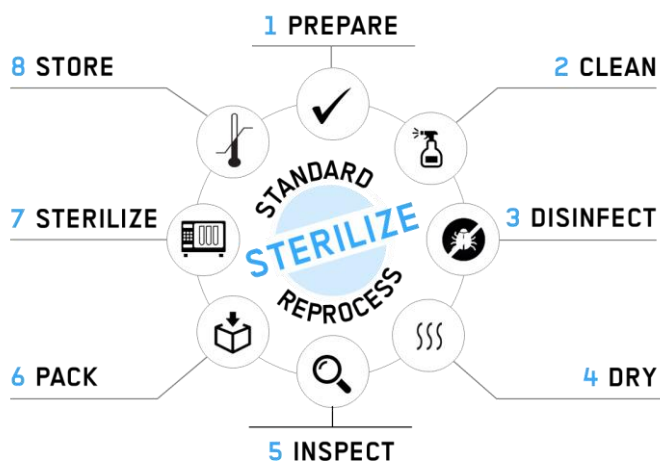 1 PREPARE
8 STORE
2 CLEAN
STANDARD
7 STERILIZE
STERILIZE
3 DISINFECT
REPROCESS
6 PACK
4 DRY
5 INSPECT